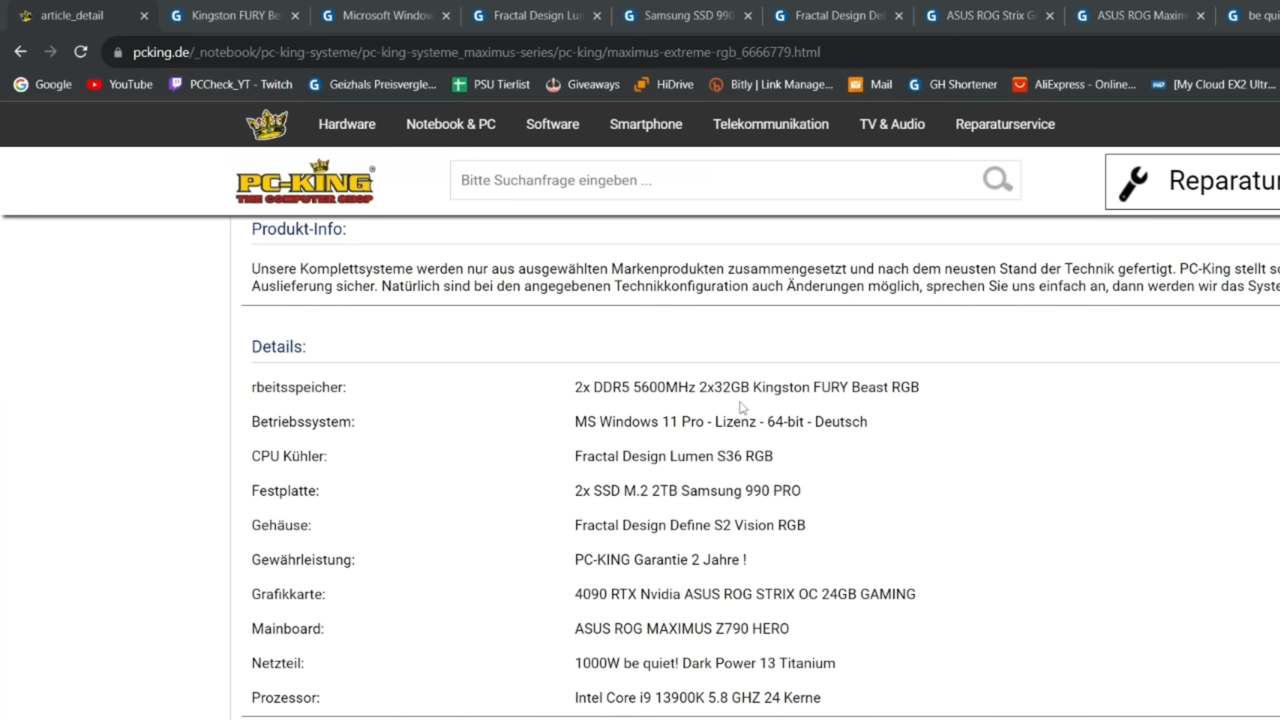 article_detail
Kingston FURY Be
Microsoft Window
Fractal Design Lu
Samsung SSD 990
Fractal Design De
ASUS ROG Strix G
ASUS ROG Maxim
be qui
pcking.de/_notebook/pc-king-systeme/pc-king-systeme_maximus-series/pc-king/maximus-extreme-rgb_6666779.html
Google
YouTube
PCCheck_YT - Twitch
Geizhals Preisvergle...
PSU Tierlist
Giveaways
HiDrive
Bitly | Link Manage...
Mail
GH Shortener
AliExpress - Online...
[My Cloud EX2 Ultr...
Hardware
Notebook & PC
Software
Smartphone
Telekommunikation
TV & Audio
Reparaturservice
PC-KING
THE COMPUTER SHOP
Bitte Suchanfrage eingeben ...
Reparatur
Produkt-Info:
Unsere Komplettsysteme werden nur aus ausgewählten Markenprodukten zusammengesetzt und nach dem neusten Stand der Technik gefertigt. PC-King stellt so
Auslieferung sicher. Natürlich sind bei den angegebenen Technikkonfiguration auch Änderungen möglich, sprechen Sie uns einfach an, dann werden wir das Syste
Details:
rbeitsspeicher: 2x DDR5 5600MHz 2x32GB Kingston FURY Beast RGB
Betriebssystem: MS Windows 11 Pro - Lizenz - 64-bit - Deutsch
CPU Kühler: Fractal Design Lumen S36 RGB
Festplatte: 2x SSD M.2 2TB Samsung 990 PRO
Gehäuse: Fractal Design Define S2 Vision RGB
Gewährleistung: PC-KING Garantie 2 Jahre !
Grafikkarte: 4090 RTX Nvidia ASUS ROG STRIX OC 24GB GAMING
Mainboard: ASUS ROG MAXIMUS Z790 HERO
Netzteil: 1000W be quiet! Dark Power 13 Titanium
Prozessor: Intel Core i9 13900K 5.8 GHZ 24 Kerne